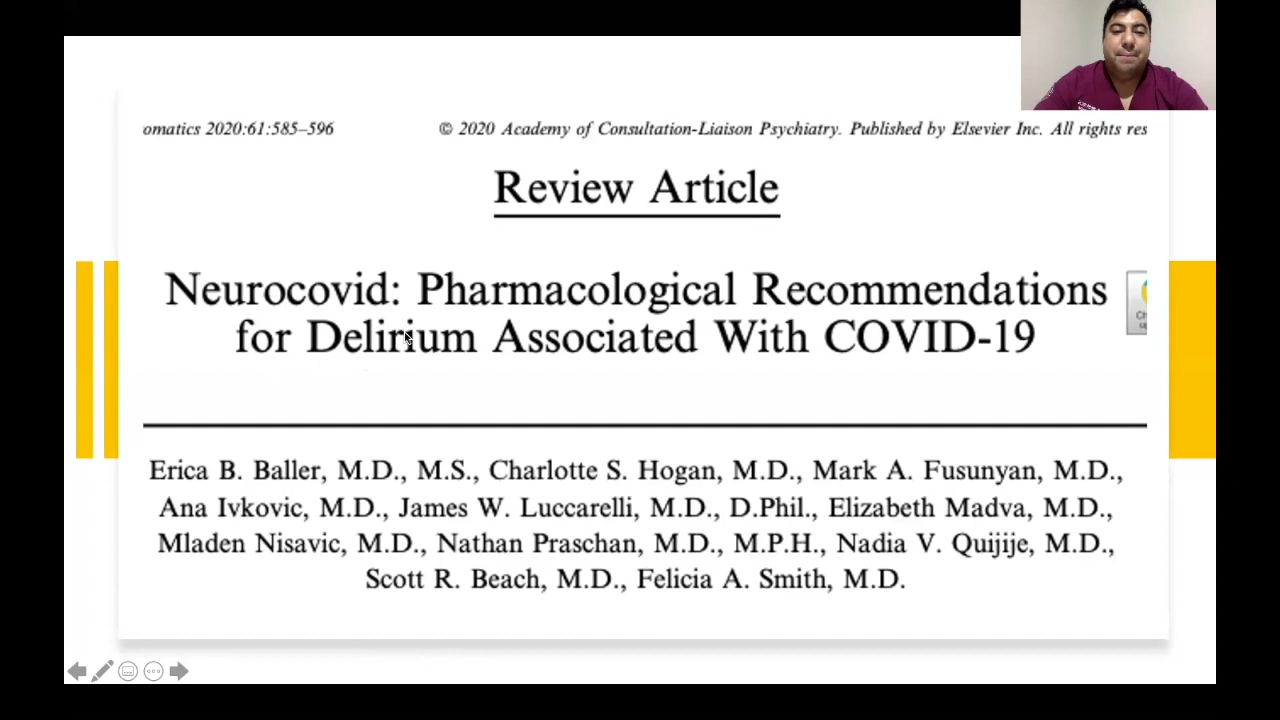 omatics 2020:61:585–596 © 2020 Academy of Consultation-Liaison Psychiatry. Published by Elsevier Inc. All rights res
Review Article
Neurocovid: Pharmacological Recommendations
for Delirium Associated With COVID-19
Erica B. Baller, M.D., M.S., Charlotte S. Hogan, M.D., Mark A. Fusunyan, M.D.,
Ana Ivkovic, M.D., James W. Luccarelli, M.D., D.Phil., Elizabeth Madva, M.D.,
Mladen Nisavic, M.D., Nathan Praschan, M.D., M.P.H., Nadia V. Quijije, M.D.,
Scott R. Beach, M.D., Felicia A. Smith, M.D.